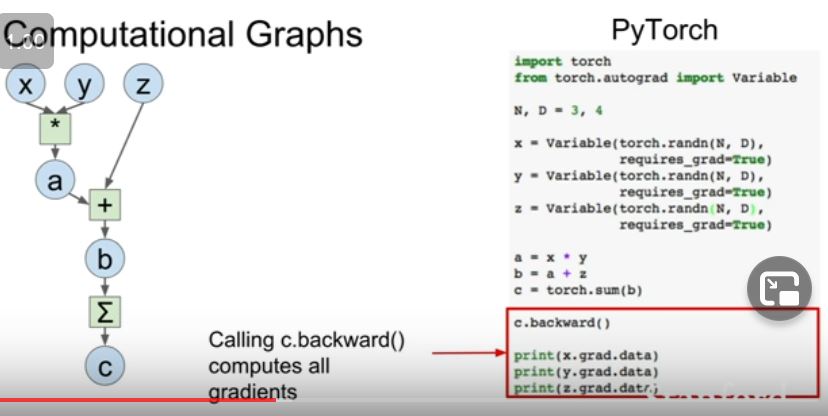 Computational Graphs
1.00
x y z
*
a
+
b
Σ
c
Calling c.backward()
computes all
gradients
PyTorch
import torch
from torch.autograd import Variable
N, D = 3, 4
x = Variable(torch.randn(N, D),
requires_grad=True)
y = Variable(torch.randn(N, D),
requires_grad=True)
z = Variable(torch.randn(N, D),
requires_grad=True)
a = x * y
b = a + z
c = torch.sum(b)
c.backward()
print(x.grad.data)
print(y.grad.data)
print(z.grad.data)